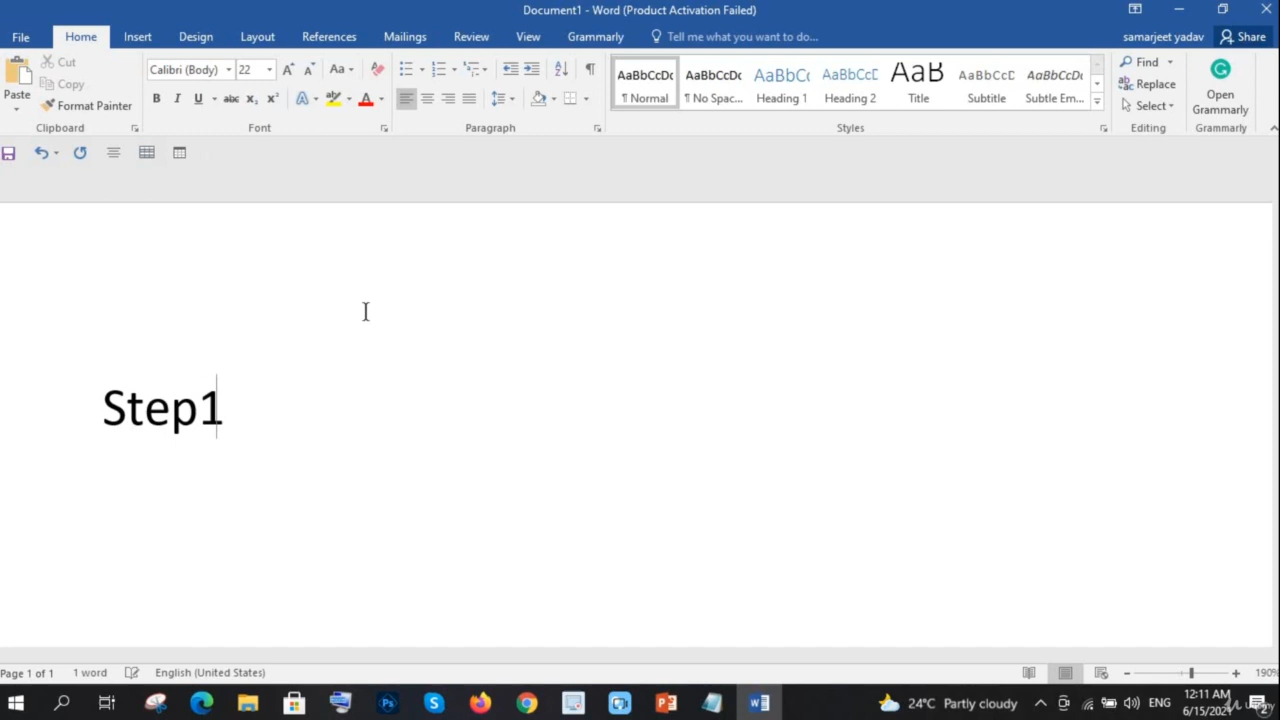 Document1 - Word (Product Activation Failed)
File Home Insert Design Layout References Mailings Review View Grammarly Tell me what you want to do... samarjeet yadav Share
Paste Cut Copy Format Painter
Calibri (Body) 22 Aa
B I U abc x₂ x² A A
AaBbCcDc AaBbCcDc AaBbCc AaBbCcD AaB AaBbCcD AaBbCcDc
¶ Normal ¶ No Spac... Heading 1 Heading 2 Title Subtitle Subtle Em...
Find Replace Select
Open Grammarly
Clipboard Font Paragraph Styles Editing Grammarly
Step1
Page 1 of 1 1 word English (United States) 190%
24°C Partly cloudy ENG 12:11 AM
6/15/2021 2